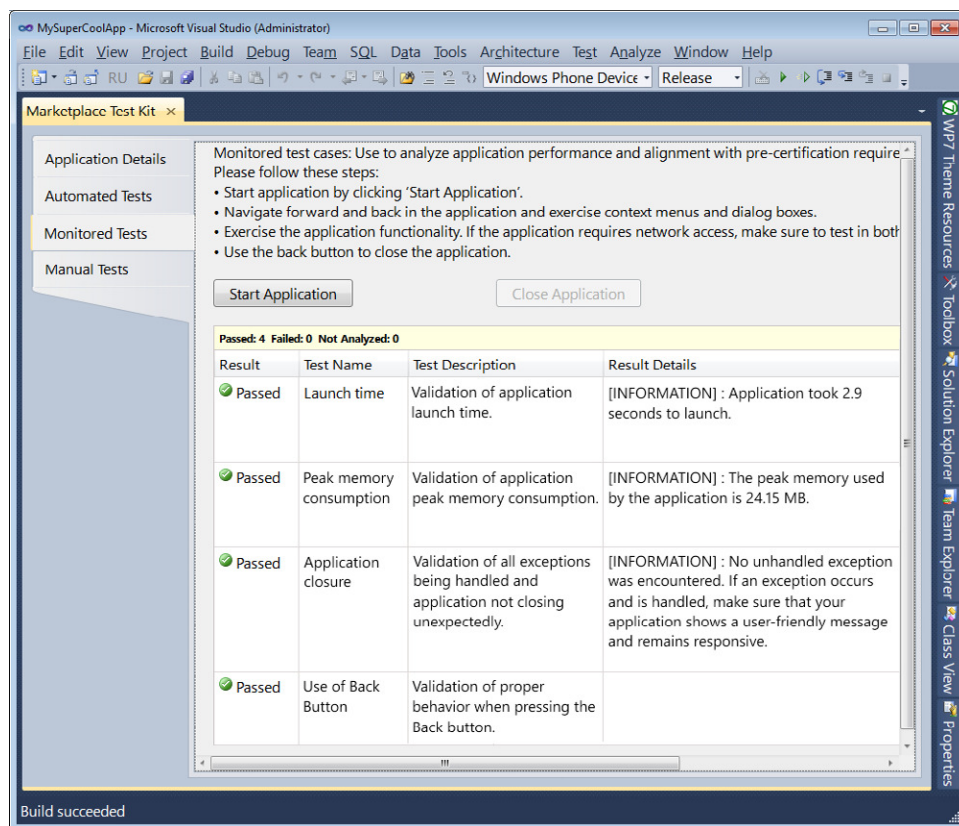 MySuperCoolApp - Microsoft Visual Studio (Administrator)
File Edit View Project Build Debug Team SQL Data Tools Architecture Test Analyze Window Help
RU Windows Phone Device Release
Marketplace Test Kit
Application Details
Automated Tests
Monitored Tests
Manual Tests
Monitored test cases: Use to analyze application performance and alignment with pre-certification require
Please follow these steps:
• Start application by clicking 'Start Application'.
• Navigate forward and back in the application and exercise context menus and dialog boxes.
• Exercise the application functionality. If the application requires network access, make sure to test in both
• Use the back button to close the application.
Start Application Close Application
Passed: 4 Failed: 0 Not Analyzed: 0
Result Test Name Test Description Result Details
Passed Launch time Validation of application [INFORMATION] : Application took 2.9
launch time. seconds to launch.
Passed Peak memory Validation of application [INFORMATION] : The peak memory used
consumption peak memory consumption. by the application is 24.15 MB.
Passed Application Validation of all exceptions [INFORMATION] : No unhandled exception
closure being handled and was encountered. If an exception occurs
application not closing and is handled, make sure that your
unexpectedly. application shows a user-friendly message
and remains responsive.
Passed Use of Back Validation of proper
Button behavior when pressing the
Back button.
WP7 Theme Resources
Toolbox
Solution Explorer
Team Explorer
Class View
Properties
Build succeeded